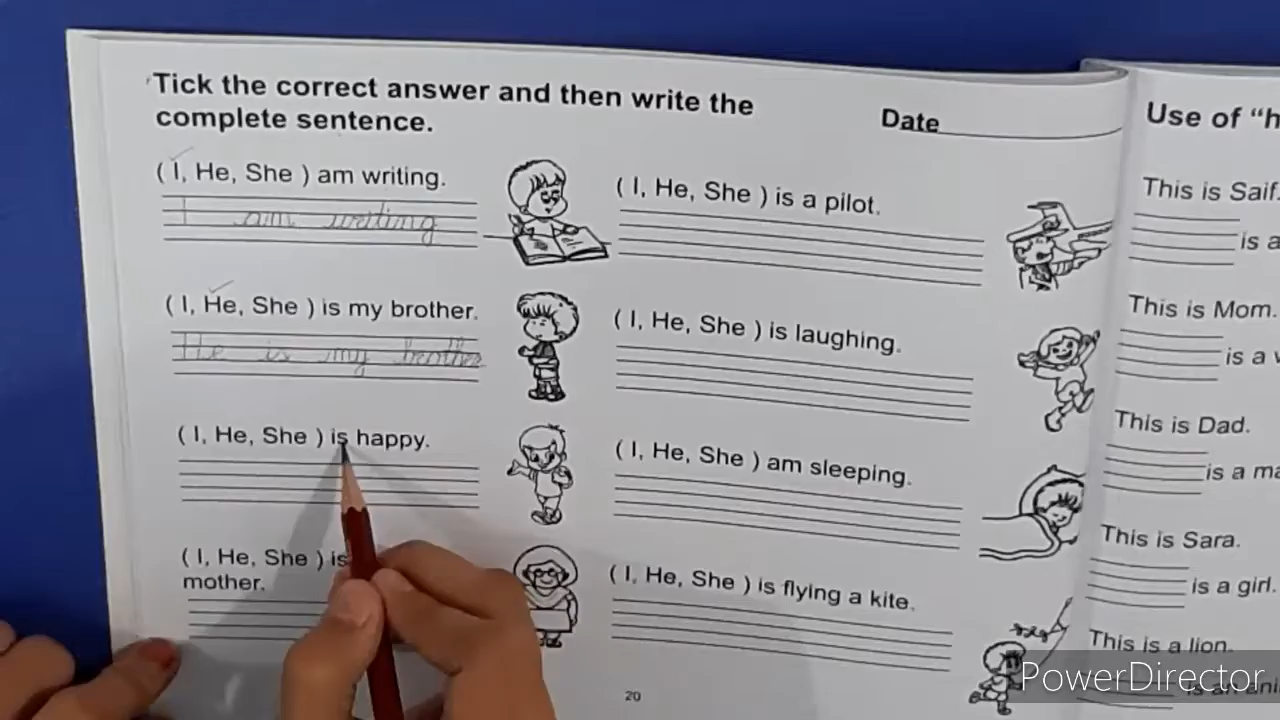 Tick the correct answer and then write the
complete sentence.
Date
( I, He, She ) am writing.
I am writing
( I, He, She ) is my brother.
He is my brother
( I, He, She ) is happy.
( I, He, She ) is
mother.
( I, He, She ) is a pilot.
( I, He, She ) is laughing.
( I, He, She ) am sleeping.
( I, He, She ) is flying a kite.
20
Use of "h
This is Saif.
is a
This is Mom.
is a
This is Dad.
is a ma
This is Sara.
is a girl.
This is a lion.
is an ani
PowerDirector